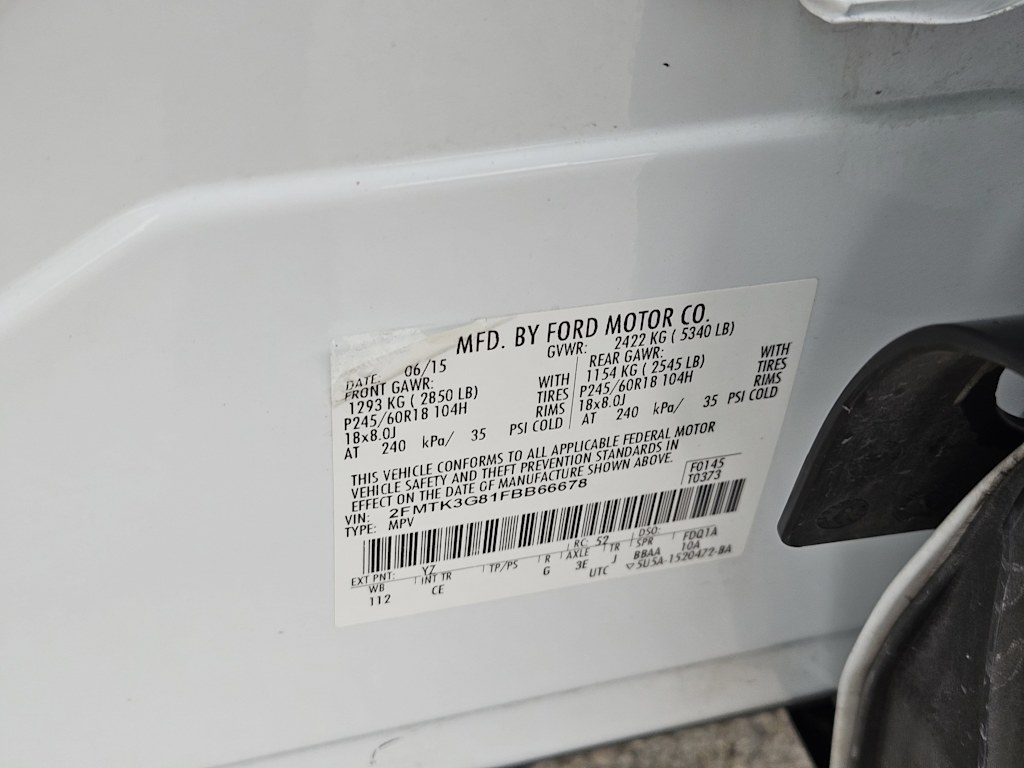 MFD. BY FORD MOTOR CO.
DATE: 06/15 GVWR: 2422 KG ( 5340 LB)
FRONT GAWR: REAR GAWR:
1293 KG ( 2850 LB) WITH 1154 KG ( 2545 LB) WITH
P245/60R18 104H TIRES P245/60R18 104H TIRES
18x8.0J RIMS 18x8.0J RIMS
AT 240 kPa/ 35 PSI COLD AT 240 kPa/ 35 PSI COLD
THIS VEHICLE CONFORMS TO ALL APPLICABLE FEDERAL MOTOR
VEHICLE SAFETY AND THEFT PREVENTION STANDARDS IN
EFFECT ON THE DATE OF MANUFACTURE SHOWN ABOVE.
F0145
T0373
VIN: 2FMTK3G81FBB66678
TYPE: MPV
EXT PNT: YZ RC: 52 DSO: FDQ1A
WB INT TR TP/PS R AXLE TR SPR 10A
112 CE G 3E J BBAA
UTC ▽5U5A-1520472-BA